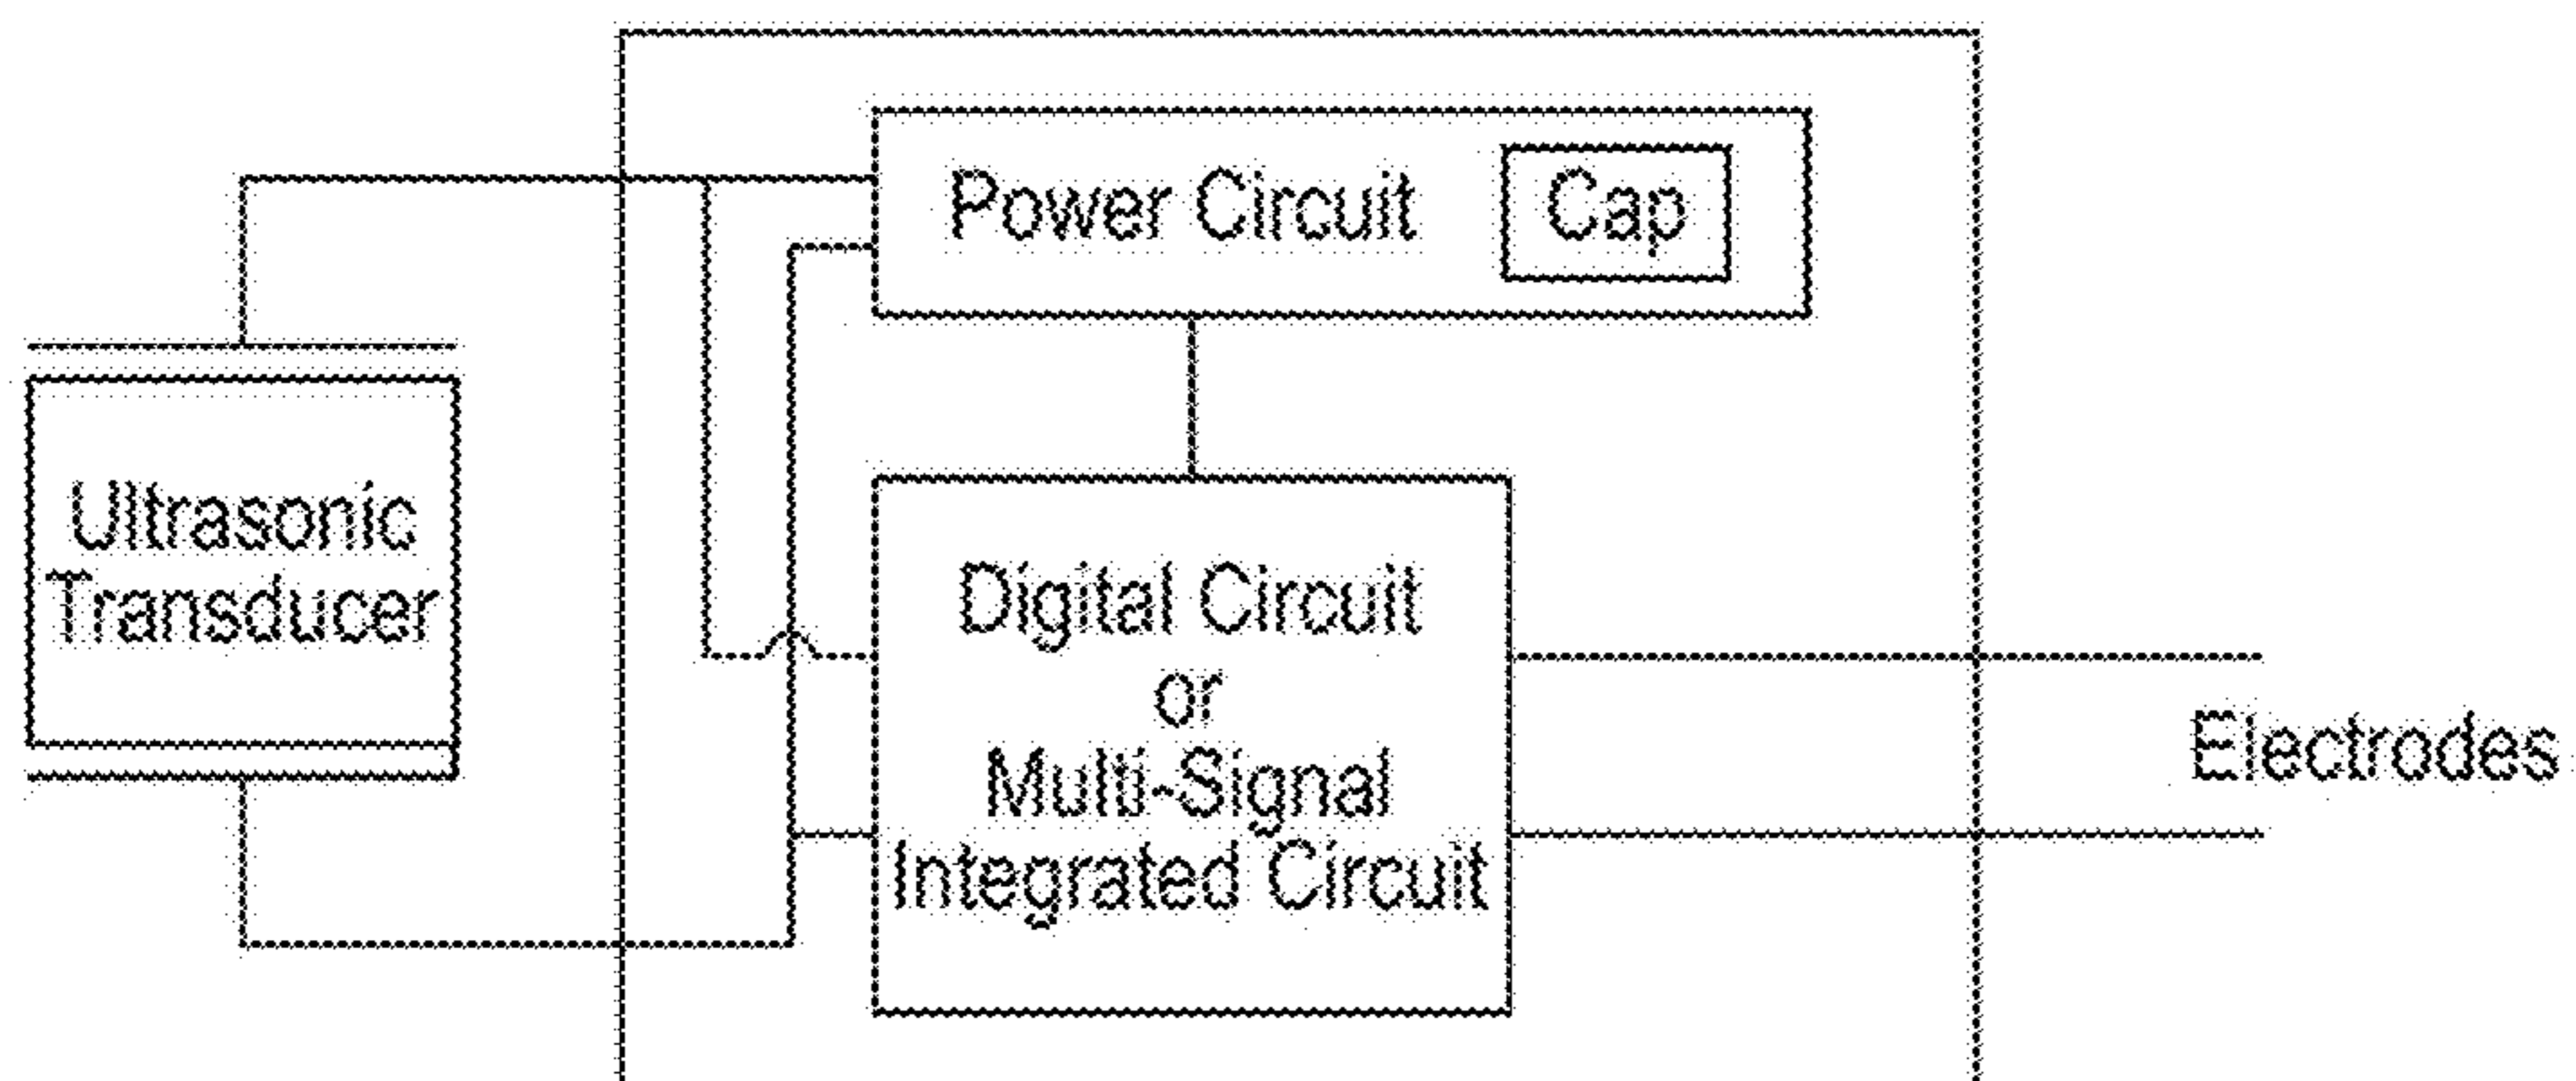 Power Circuit
Cap
Ultrasonic
Transducer
Digital Circuit
or
Multi-Signal
Integrated Circuit
Electrodes